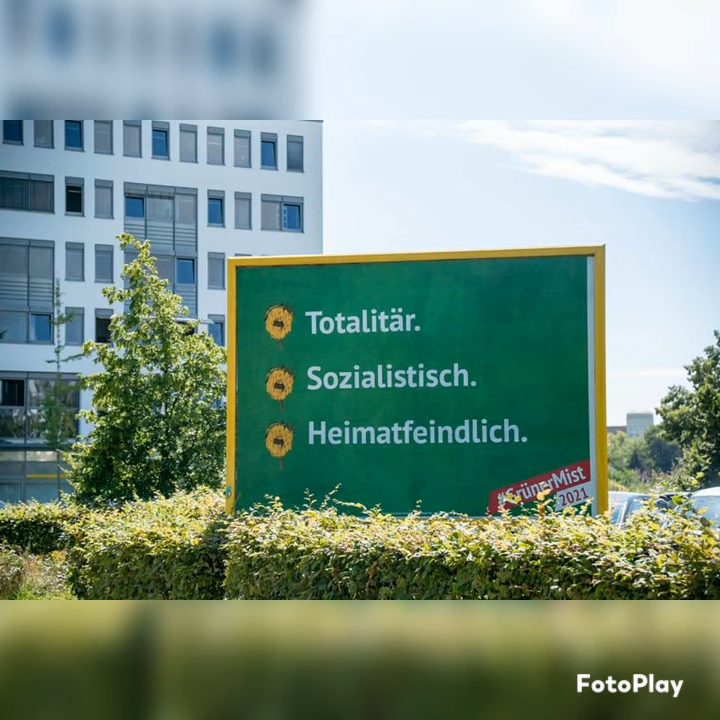 Totalitär.
Sozialistisch.
Heimatfeindlich.
#GrünerMist
2021
FotoPlay